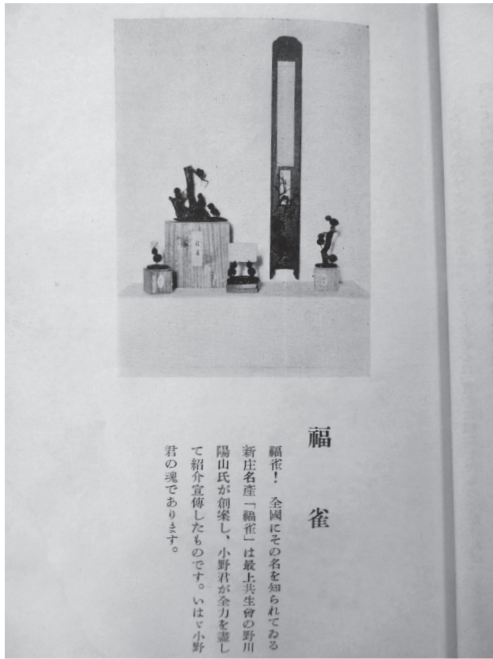 福雀
福雀！　全國にその名を知られてゐる
新庄名產「福雀」は最上共生會の野川
陽山氏が創案し、小野君が全力を盡し
て紹介宣傳したものです。いはゞ小野
君の魂であります。